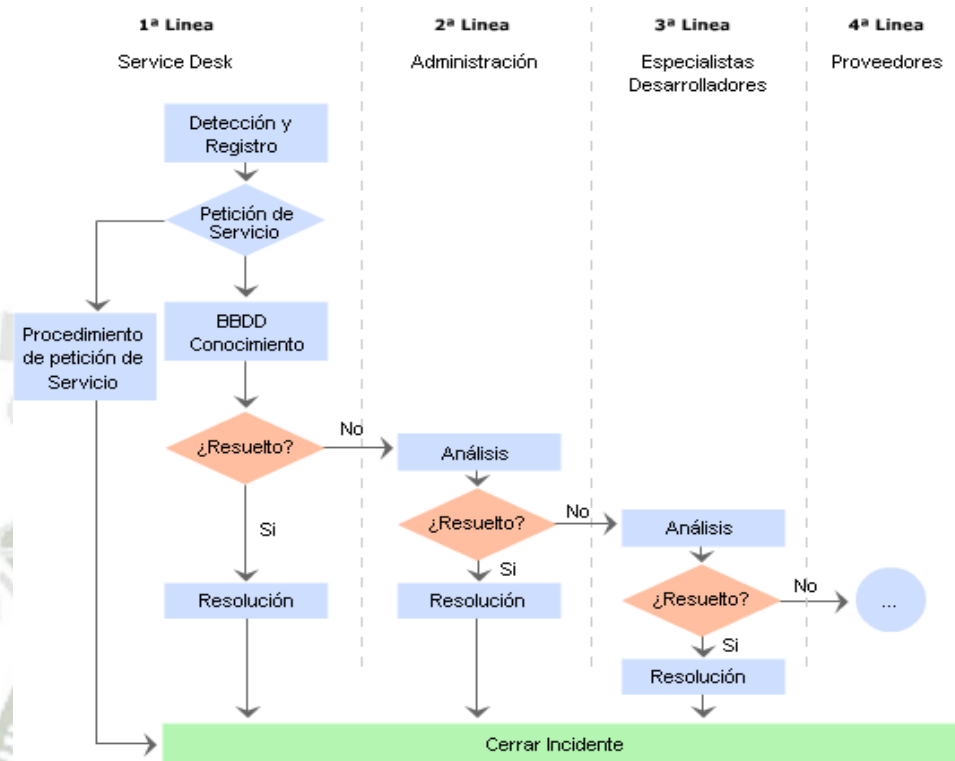 1ª Linea
2ª Linea
3ª Linea
4ª Linea
Service Desk
Administración
Especialistas
Desarrolladores
Proveedores
Detección y
Registro
Petición de
Servicio
Procedimiento
de petición de
Servicio
BBDD
Conocimiento
¿Resuelto?
No
Análisis
Si
¿Resuelto?
No
Análisis
Si
Resolución
Resolución
¿Resuelto?
No
...
Si
Resolución
Cerrar Incidente